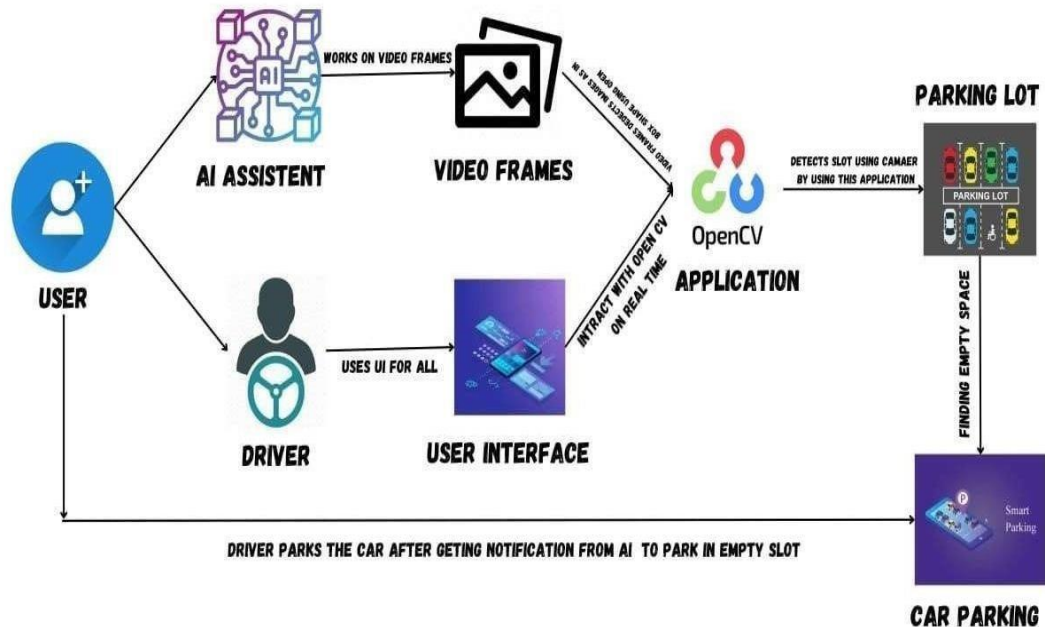 AI
WORKS ON VIDEO FRAMES
AI ASSISTENT
VIDEO FRAMES
VIDEO FRAMES DEDECTS IMAGES AS IN
BOX SHAPE USING OPEN
USER
OpenCV
APPLICATION
DETECTS SLOT USING CAMAER
BY USING THIS APPLICATION
PARKING LOT
PARKING LOT
DRIVER
USES UI FOR ALL
USER INTERFACE
INTRACT WITH OPEN CV
ON REAL TIME
FINDING EMPTY SPACE
P
Smart
Parking
DRIVER PARKS THE CAR AFTER GETING NOTIFICATION FROM AI TO PARK IN EMPTY SLOT
CAR PARKING